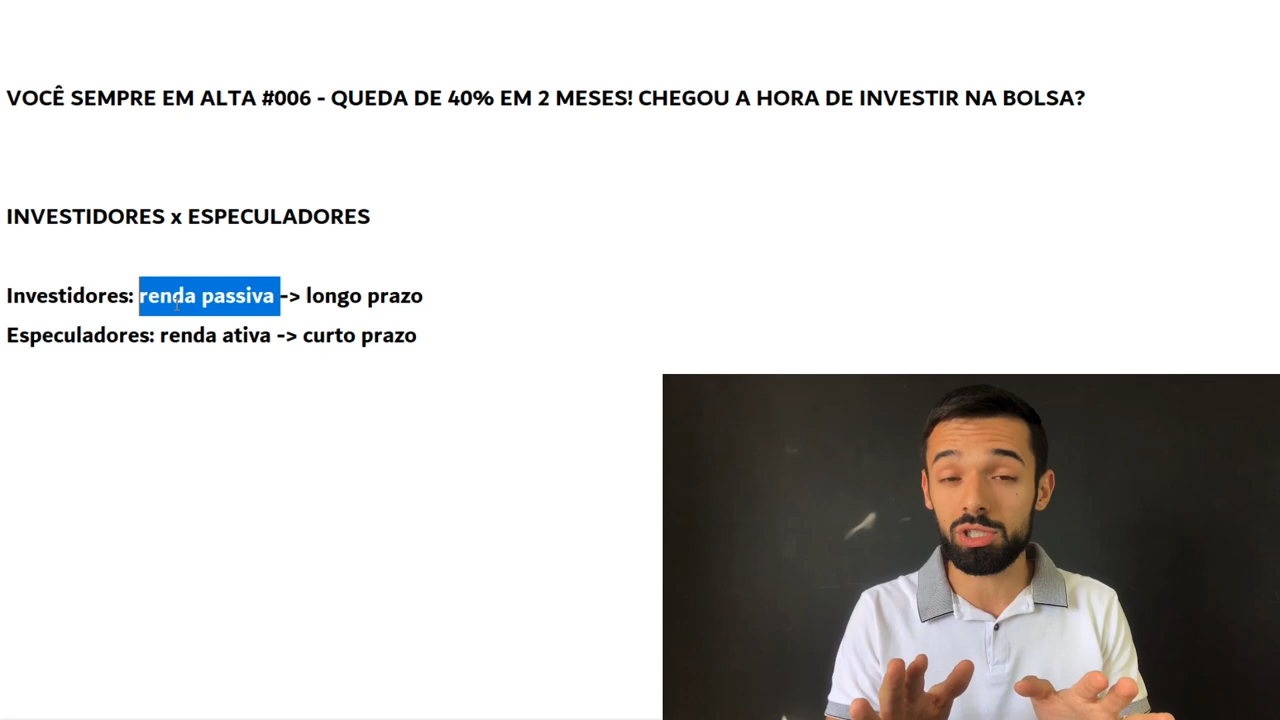 VOCÊ SEMPRE EM ALTA #006 - QUEDA DE 40% EM 2 MESES! CHEGOU A HORA DE INVESTIR NA BOLSA?
INVESTIDORES x ESPECULADORES
Investidores: renda passiva -> longo prazo
Especuladores: renda ativa -> curto prazo